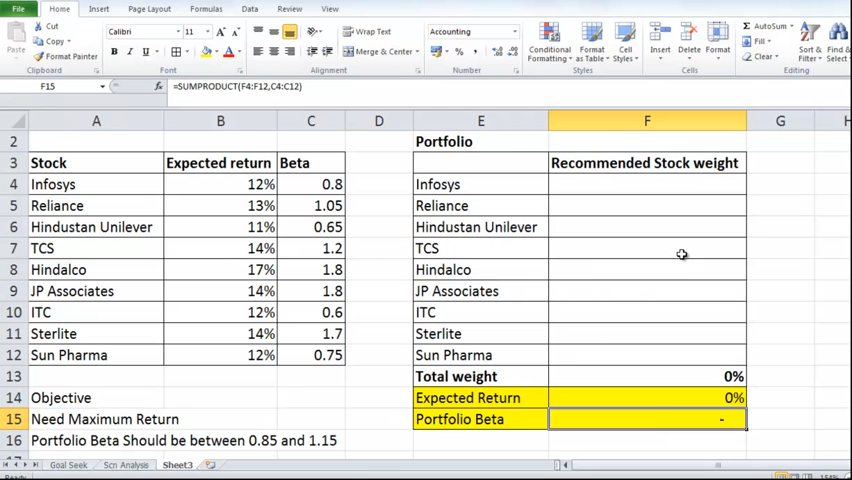 File Home Insert Page Layout Formulas Data Review View
Cut
Copy
Paste
Format Painter
Clipboard
Calibri 11
B I U
Font
Wrap Text
Merge & Center
Alignment
Accounting
Number
Conditional Formatting
Format as Table
Cell Styles
Styles
Insert Delete Format
Cells
AutoSum
Fill
Clear
Sort & Filter
Find & Select
Editing
F15 fx =SUMPRODUCT(F4:F12,C4:C12)
A B C D E F G H
2 Portfolio
3 Stock Expected return Beta Recommended Stock weight
4 Infosys 12% 0.8 Infosys
5 Reliance 13% 1.05 Reliance
6 Hindustan Unilever 11% 0.65 Hindustan Unilever
7 TCS 14% 1.2 TCS
8 Hindalco 17% 1.8 Hindalco
9 JP Associates 14% 1.8 JP Associates
10 ITC 12% 0.6 ITC
11 Sterlite 14% 1.7 Sterlite
12 Sun Pharma 12% 0.75 Sun Pharma
13 Total weight 0%
14 Objective Expected Return 0%
15 Need Maximum Return Portfolio Beta -
16 Portfolio Beta Should be between 0.85 and 1.15
Goal Seek Scn Analysis Sheet3